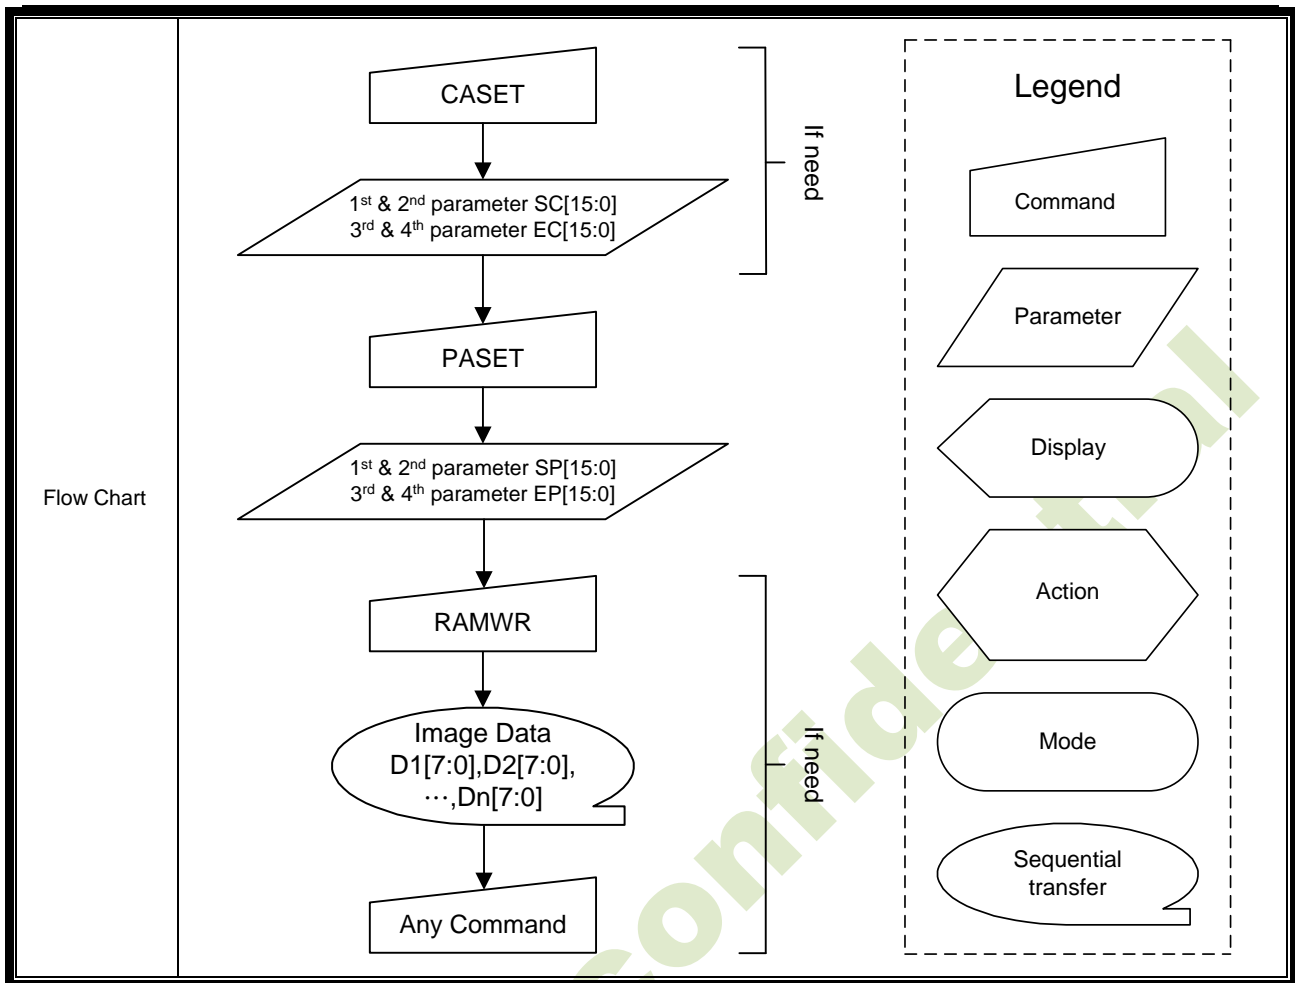 Flow Chart
CASET
1st & 2nd parameter SC[15:0]
3rd & 4th parameter EC[15:0]
If need
PASET
1st & 2nd parameter SP[15:0]
3rd & 4th parameter EP[15:0]
RAMWR
Image Data
D1[7:0],D2[7:0],
⋯,Dn[7:0]
Any Command
If need
Legend
Command
Parameter
Display
Action
Mode
Sequential
transfer
confidential